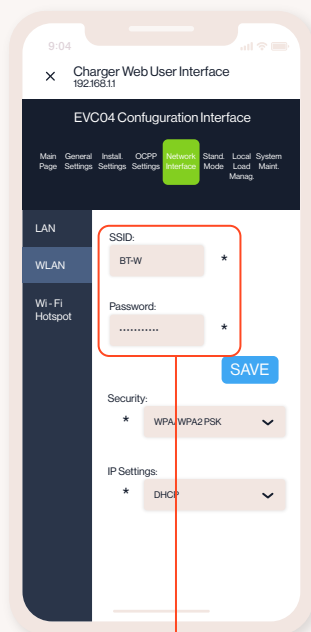 9:04
Charger Web User Interface
192.168.1.1
EVC04 Confuguration Interface
Main Page
General Settings
Install. Settings
OCPP Settings
Network Interface
Stand. Mode
Local Load Manag.
System Maint.
LAN
WLAN
Wi-Fi
Hotspot
SSID:
BT-W *
Password:
•••••••••••  *
SAVE
Security:
* WPA/WPA2 PSK
IP Settings:
* DHCP